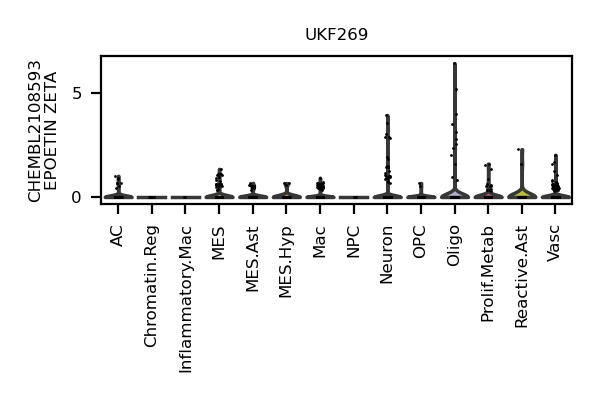 UKF269
CHEMBL2108593
EPOETIN ZETA
5
0
AC
Chromatin.Reg
Inflammatory.Mac
MES
MES.Ast
MES.Hyp
Mac
NPC
Neuron
OPC
Oligo
Prolif.Metab
Reactive.Ast
Vasc